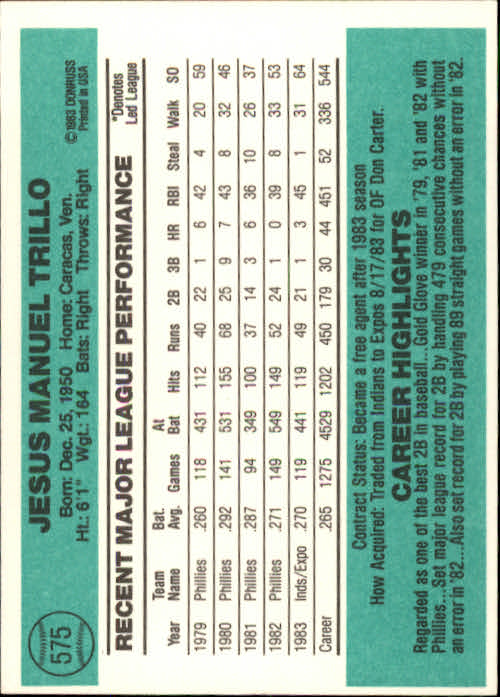 575
JESUS MANUEL TRILLO
Born: Dec. 25, 1950 Home: Caracas, Ven.
Ht.: 6'1" Wgt.: 164 Bats: Right Throws: Right
© 1983 DONRUSS
Printed in USA
RECENT MAJOR LEAGUE PERFORMANCE
*Denotes
Led League
Year Team Name Bat. Avg. Games At Bat Hits Runs 2B 3B HR RBI Steal Walk SO
1979 Phillies .260 118 431 112 40 22 1 6 42 4 20 59
1980 Phillies .292 141 531 155 68 25 9 7 43 8 32 46
1981 Phillies .287 94 349 100 37 14 3 6 36 10 26 37
1982 Phillies .271 149 549 149 52 24 1 0 39 8 33 53
1983 Inds/Expo .270 119 441 119 49 21 1 3 45 1 31 64
Career .265 1275 4529 1202 450 179 30 44 451 52 336 544
Contract Status: Became a free agent after 1983 season
How Acquired: Traded from Indians to Expos 8/17/83 for OF Don Carter.
CAREER HIGHLIGHTS
Regarded as one of the best 2B in baseball...Gold Glove winner in '79, '81 and '82 with
Phillies...Set major league record for 2B by handling 479 consecutive chances without
an error in '82...Also set record for 2B by playing 89 straight games without an error in '82.